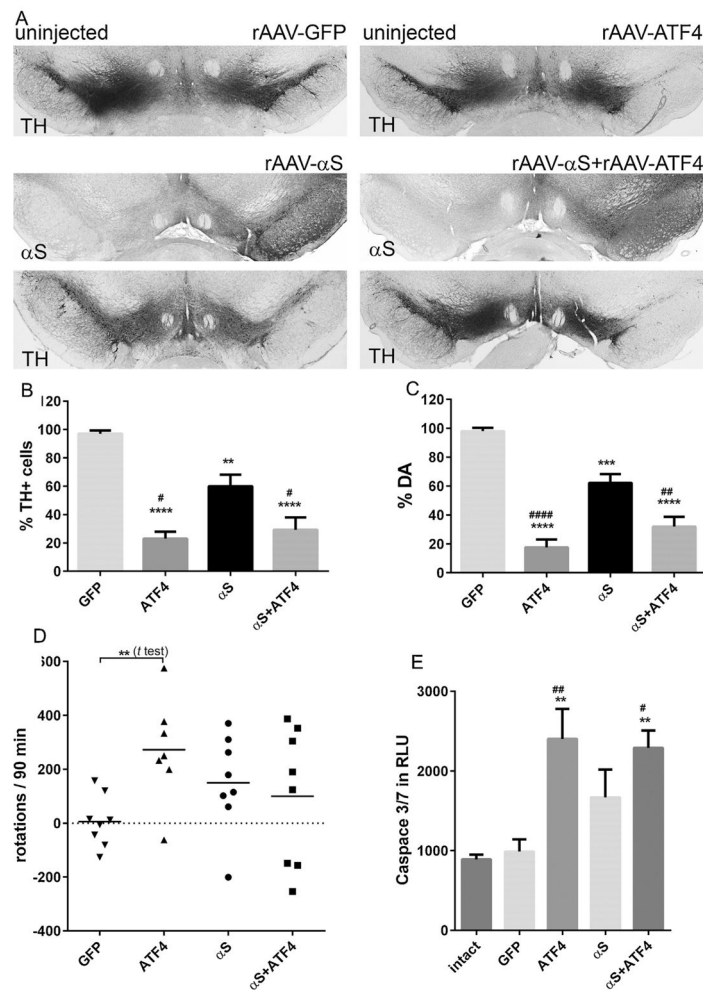 A
uninjected rAAV-GFP uninjected rAAV-ATF4
TH TH
rAAV-αS rAAV-αS+rAAV-ATF4
αS αS
TH TH
B
% TH+ cells
120
100
80
60
40
20
0
# **** ** # ****
GFP ATF4 αS αS+ATF4
C
% DA
120
100
80
60
40
20
0
#### **** *** ## ****
GFP ATF4 αS αS+ATF4
D
rotations / 90 min
400
200
0
-200
-400
** (t test)
GFP ATF4 αS αS+ATF4
E
Caspace 3/7 in RLU
3000
2000
1000
0
## ** # **
intact GFP ATF4 αS αS+ATF4